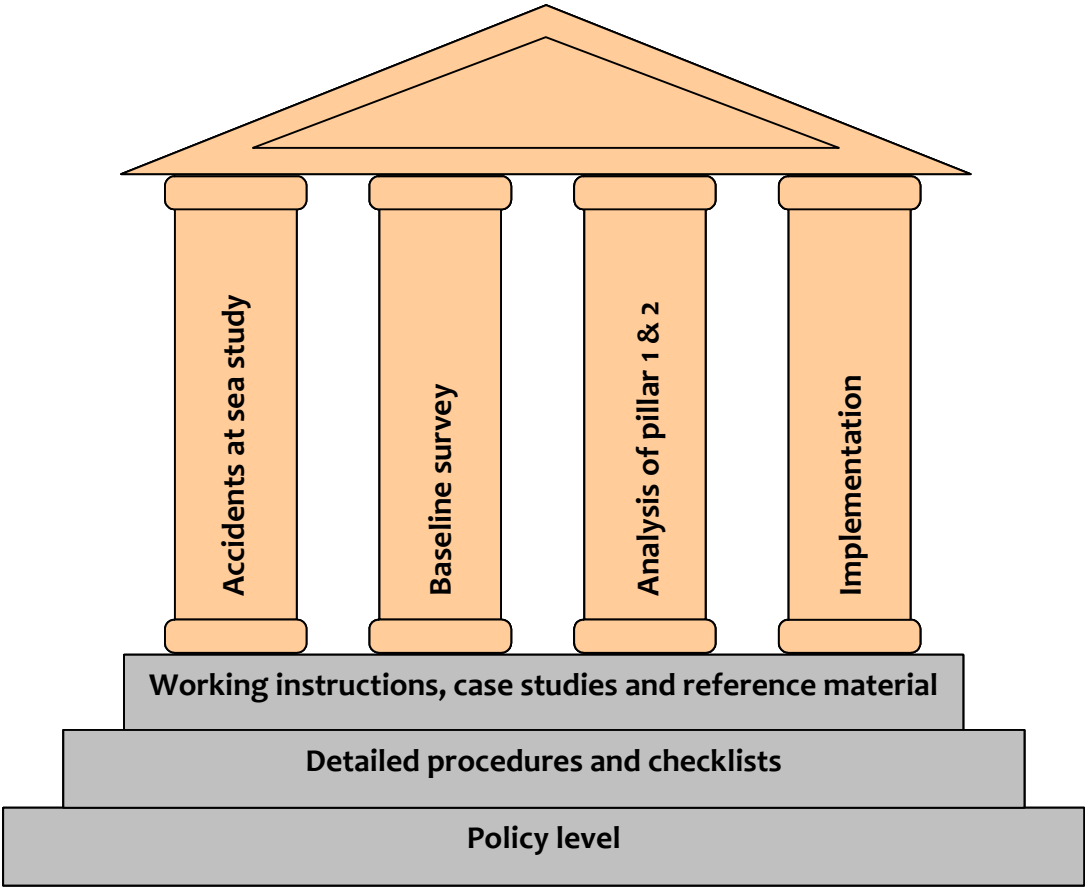 Accidents at sea study
Baseline survey
Analysis of pillar 1 & 2
Implementation
Working instructions, case studies and reference material
Detailed procedures and checklists
Policy level